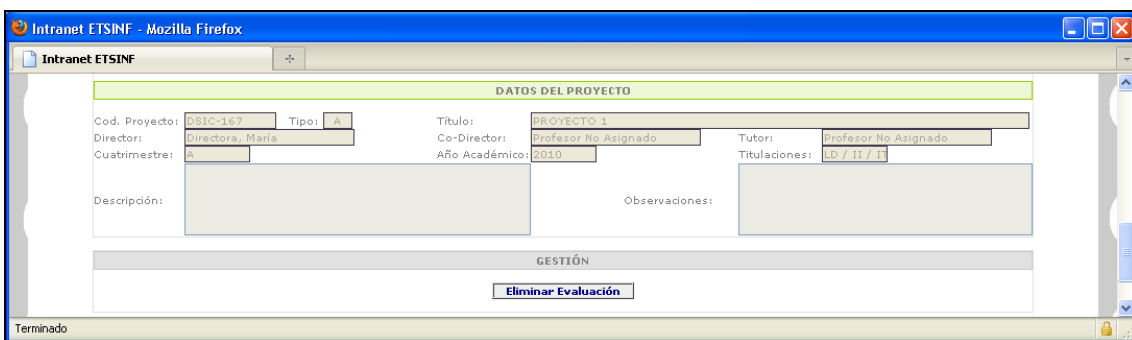 Intranet ETSINF - Mozilla Firefox
Intranet ETSINF
DATOS DEL PROYECTO
Cod. Proyecto: DSIC-167 Tipo: A Título: PROYECTO 1
Director: Directora, María Co-Director: Profesor No Asignado Tutor: Profesor No Asignado
Cuatrimestre: A Año Académico: 2010 Titulaciones: LD / II / IT
Descripción: Observaciones:
GESTIÓN
Eliminar Evaluación
Terminado